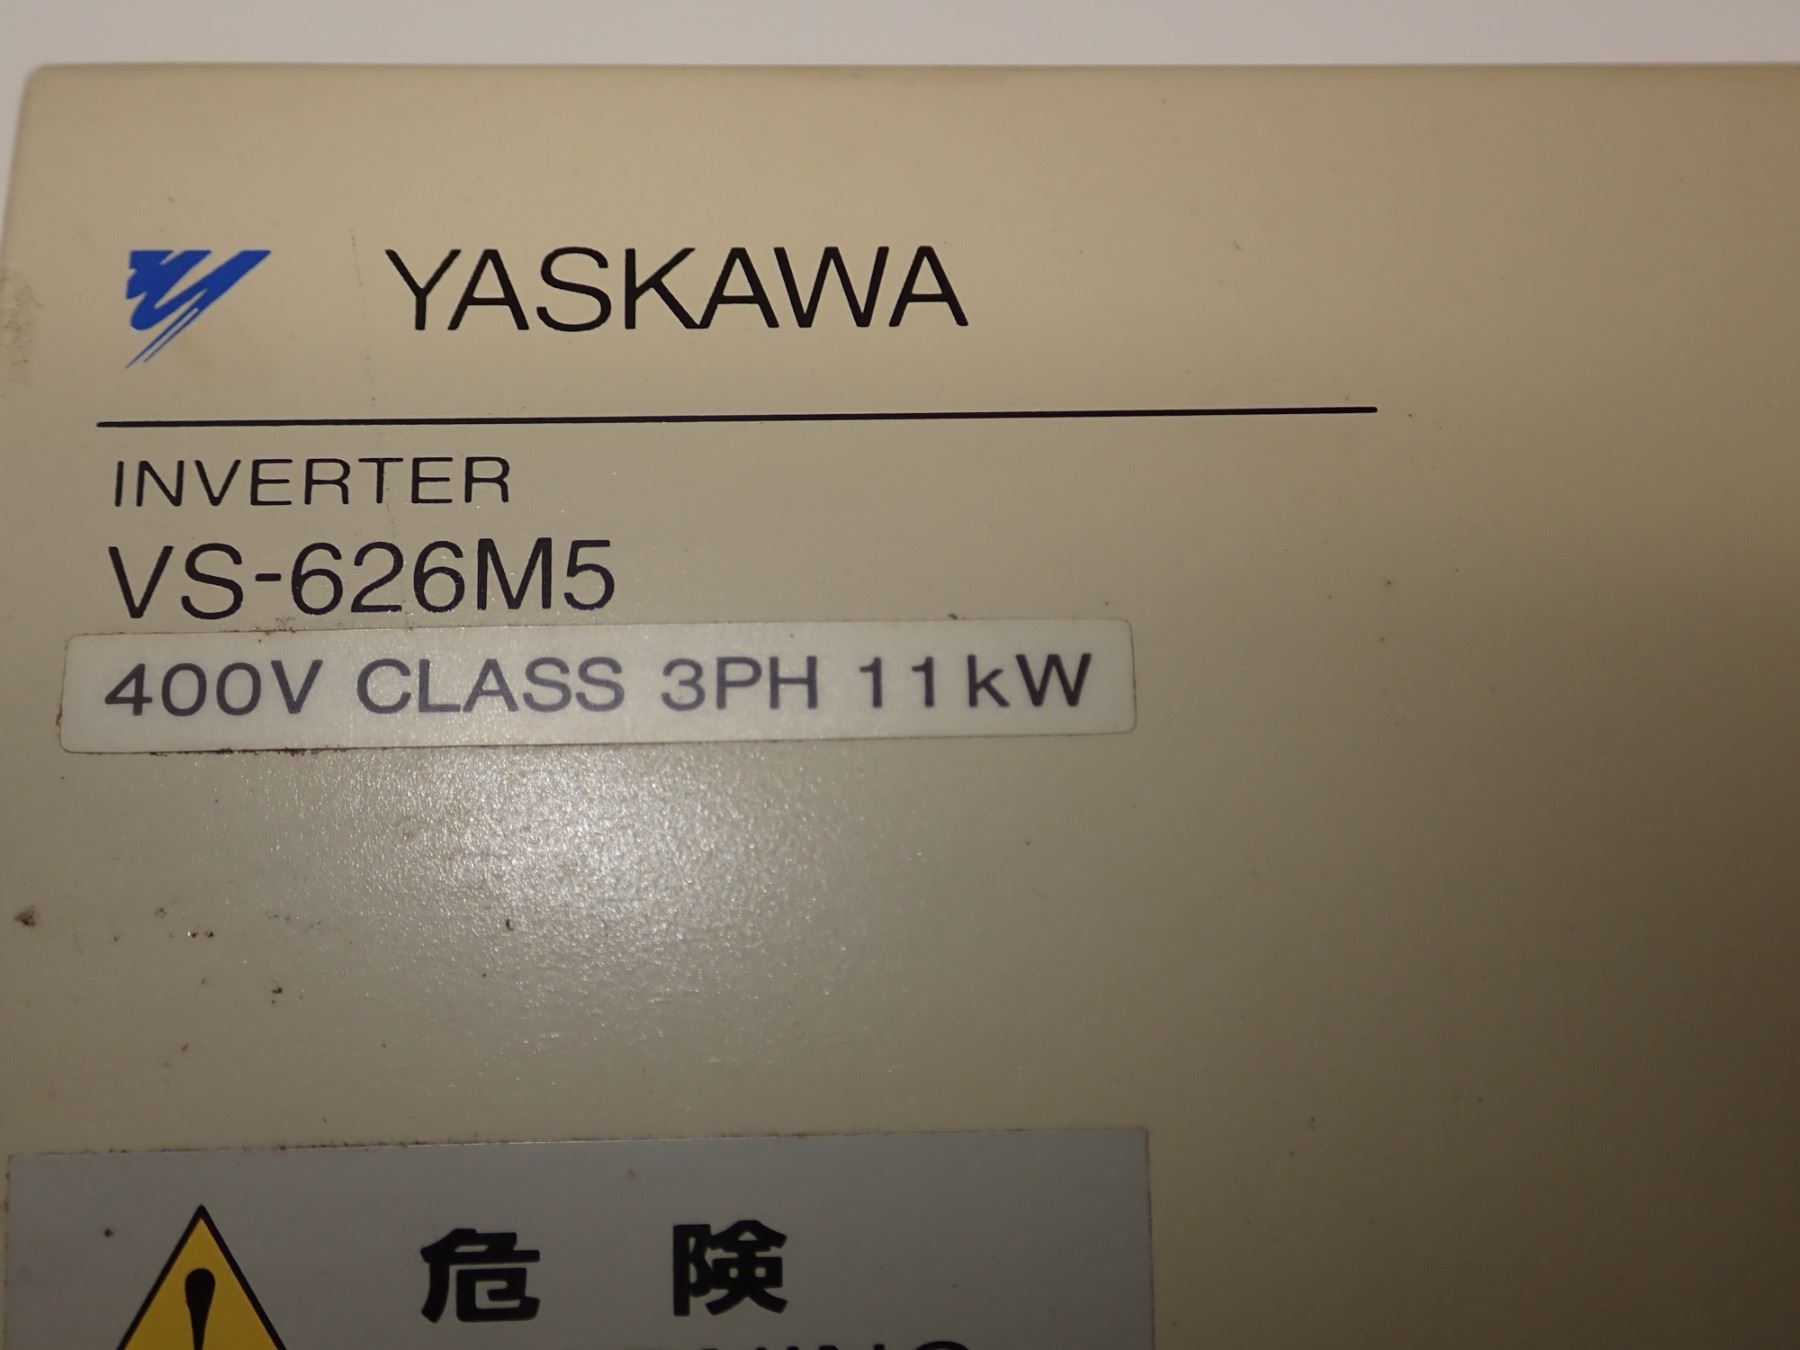 YASKAWA
INVERTER
VS-626M5
400V CLASS 3PH 11kW
危険